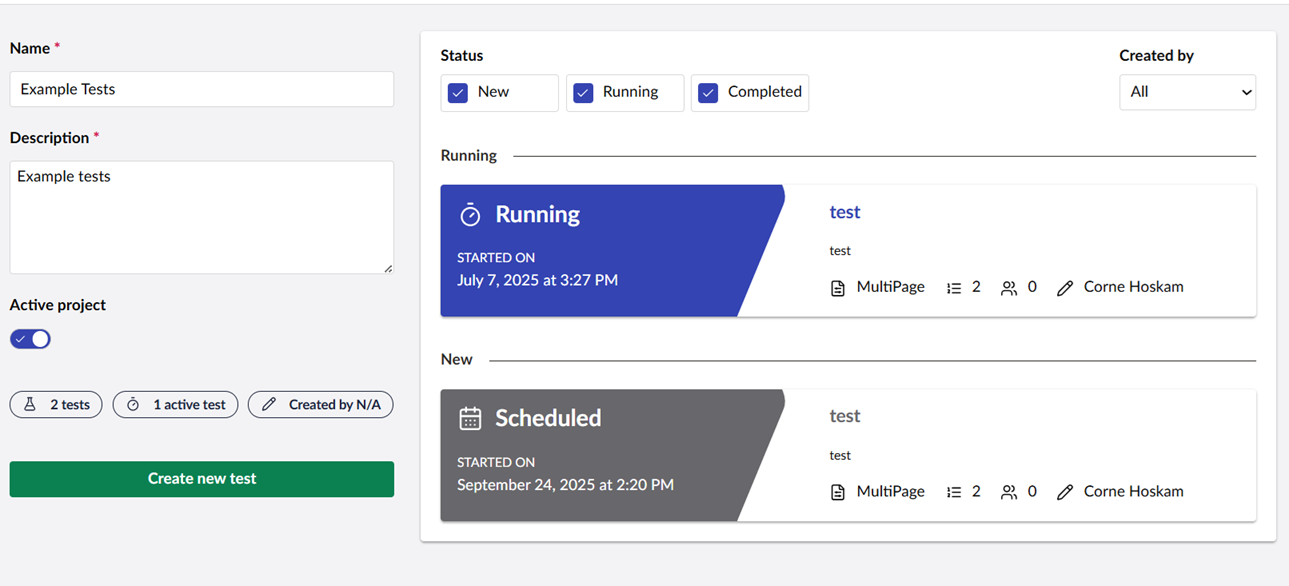 Name *
Example Tests
Description *
Example tests
Active project
2 tests
1 active test
Created by N/A
Create new test
Status
New
Running
Completed
Created by
All
Running
Running
STARTED ON
July 7, 2025 at 3:27 PM
test
test
MultiPage 2 0 Corne Hoskam
New
Scheduled
STARTED ON
September 24, 2025 at 2:20 PM
test
test
MultiPage 2 0 Corne Hoskam